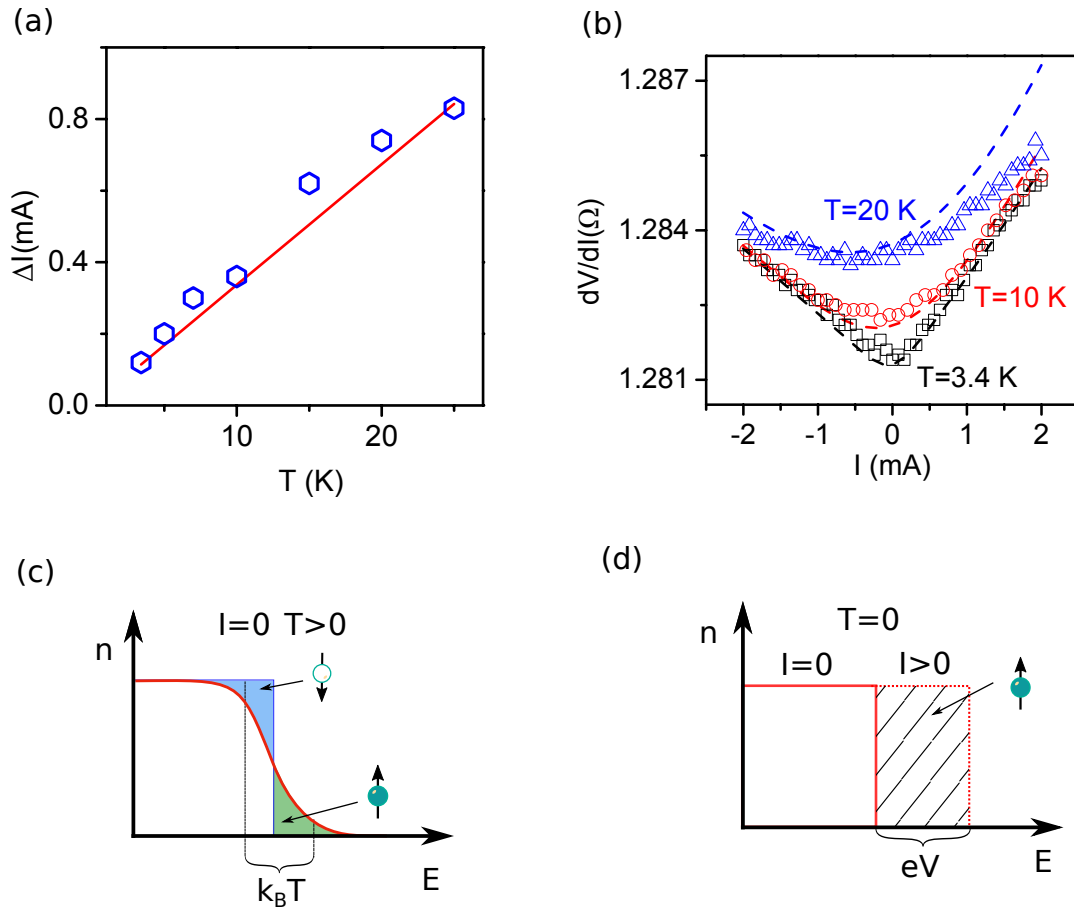 (a)
ΔI(mA)
0.8
0.4
0.0
10
20
T (K)
(b)
dV/dI(Ω)
1.287
1.284
1.281
T=20 K
T=10 K
T=3.4 K
-2
-1
0
1
2
I (mA)
(c)
n
I=0 T>0
k_BT
E
(d)
n
T=0
I=0
I>0
eV
E